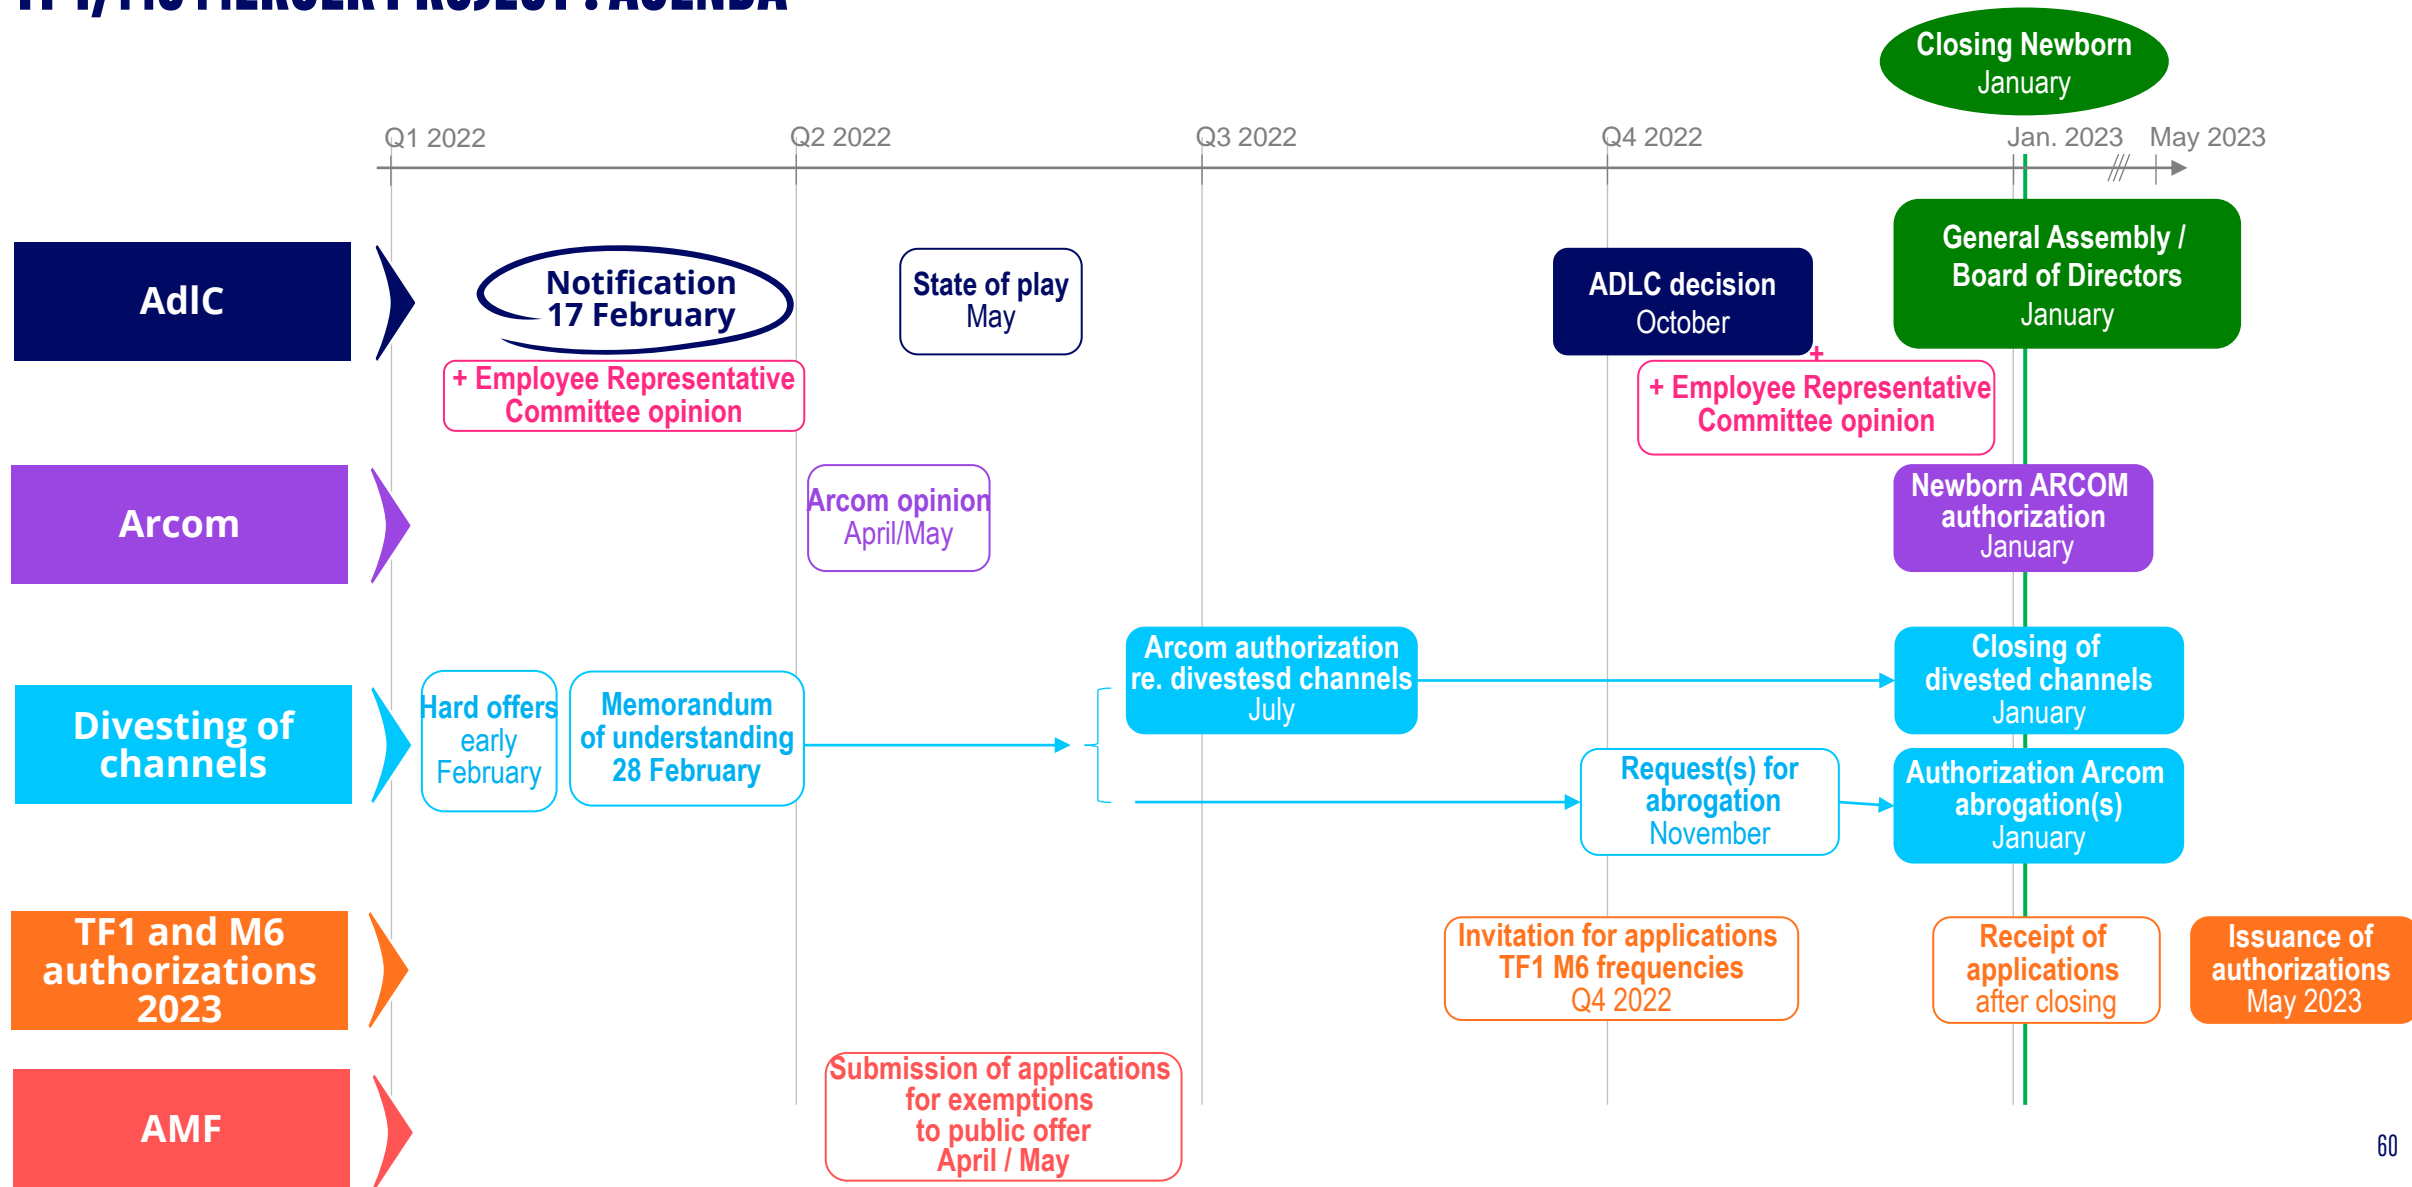 TF1/M6 MERGER PROJECT : AGENDA
Closing Newborn
January
Q1 2022
Q2 2022
Q3 2022
Q4 2022
Jan. 2023
May 2023
AdlC
Notification
17 February
+ Employee Representative
Committee opinion
State of play
May
ADLC decision
October
+
+ Employee Representative
Committee opinion
General Assembly /
Board of Directors
January
Arcom
Arcom opinion
April/May
Newborn ARCOM
authorization
January
Divesting of
channels
Hard offers
early
February
Memorandum
of understanding
28 February
Arcom authorization
re. divestesd channels
July
Closing of
divested channels
January
Request(s) for
abrogation
November
Authorization Arcom
abrogation(s)
January
TF1 and M6
authorizations
2023
Invitation for applications
TF1 M6 frequencies
Q4 2022
Receipt of
applications
after closing
Issuance of
authorizations
May 2023
AMF
Submission of applications
for exemptions
to public offer
April / May
60